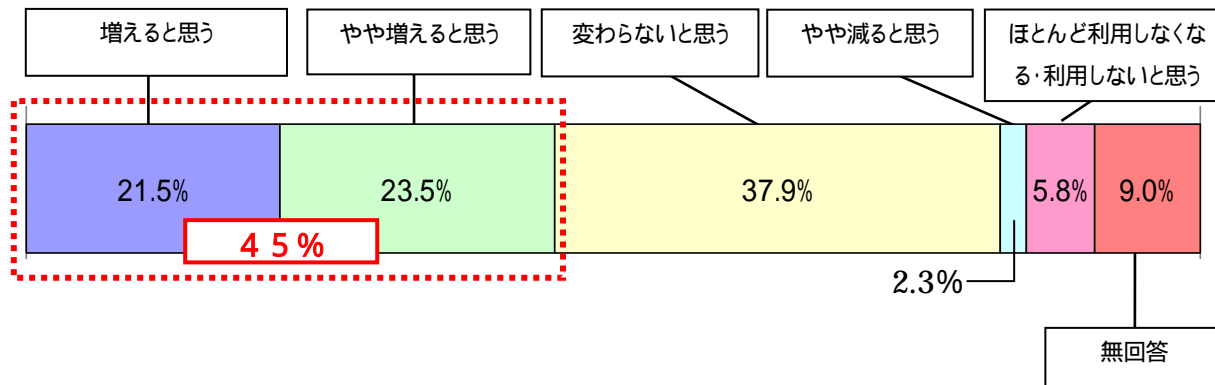 増えると思う
やや増えると思う
変わらないと思う
やや減ると思う
ほとんど利用しなくな
る・利用しないと思う
21.5%
23.5%
37.9%
5.8%
9.0%
４５％
2.3%
無回答